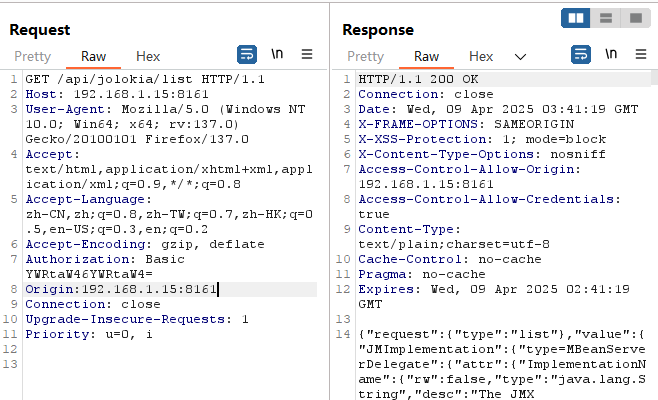 Request
Pretty Raw Hex \n
1 GET /api/jolokia/list HTTP/1.1
2 Host: 192.168.1.15:8161
3 User-Agent: Mozilla/5.0 (Windows NT
10.0; Win64; x64; rv:137.0)
Gecko/20100101 Firefox/137.0
4 Accept:
text/html,application/xhtml+xml,appl
ication/xml;q=0.9,*/*;q=0.8
5 Accept-Language:
zh-CN,zh;q=0.8,zh-TW;q=0.7,zh-HK;q=0
.5,en-US;q=0.3,en;q=0.2
6 Accept-Encoding: gzip, deflate
7 Authorization: Basic
YWRtaW46YWRtaW4=
8 Origin:192.168.1.15:8161
9 Connection: close
10 Upgrade-Insecure-Requests: 1
11 Priority: u=0, i
12
13
Response
Pretty Raw Hex \n
1 HTTP/1.1 200 OK
2 Connection: close
3 Date: Wed, 09 Apr 2025 03:41:19 GMT
4 X-FRAME-OPTIONS: SAMEORIGIN
5 X-XSS-Protection: 1; mode=block
6 X-Content-Type-Options: nosniff
7 Access-Control-Allow-Origin:
192.168.1.15:8161
8 Access-Control-Allow-Credentials:
true
9 Content-Type:
text/plain;charset=utf-8
10 Cache-Control: no-cache
11 Pragma: no-cache
12 Expires: Wed, 09 Apr 2025 02:41:19
GMT
13
14 {"request":{"type":"list"},"value":{
"JMImplementation":{"type=MBeanServe
rDelegate":{"attr":{"ImplementationN
ame":{"rw":false,"type":"java.lang.S
tring","desc":"The JMX